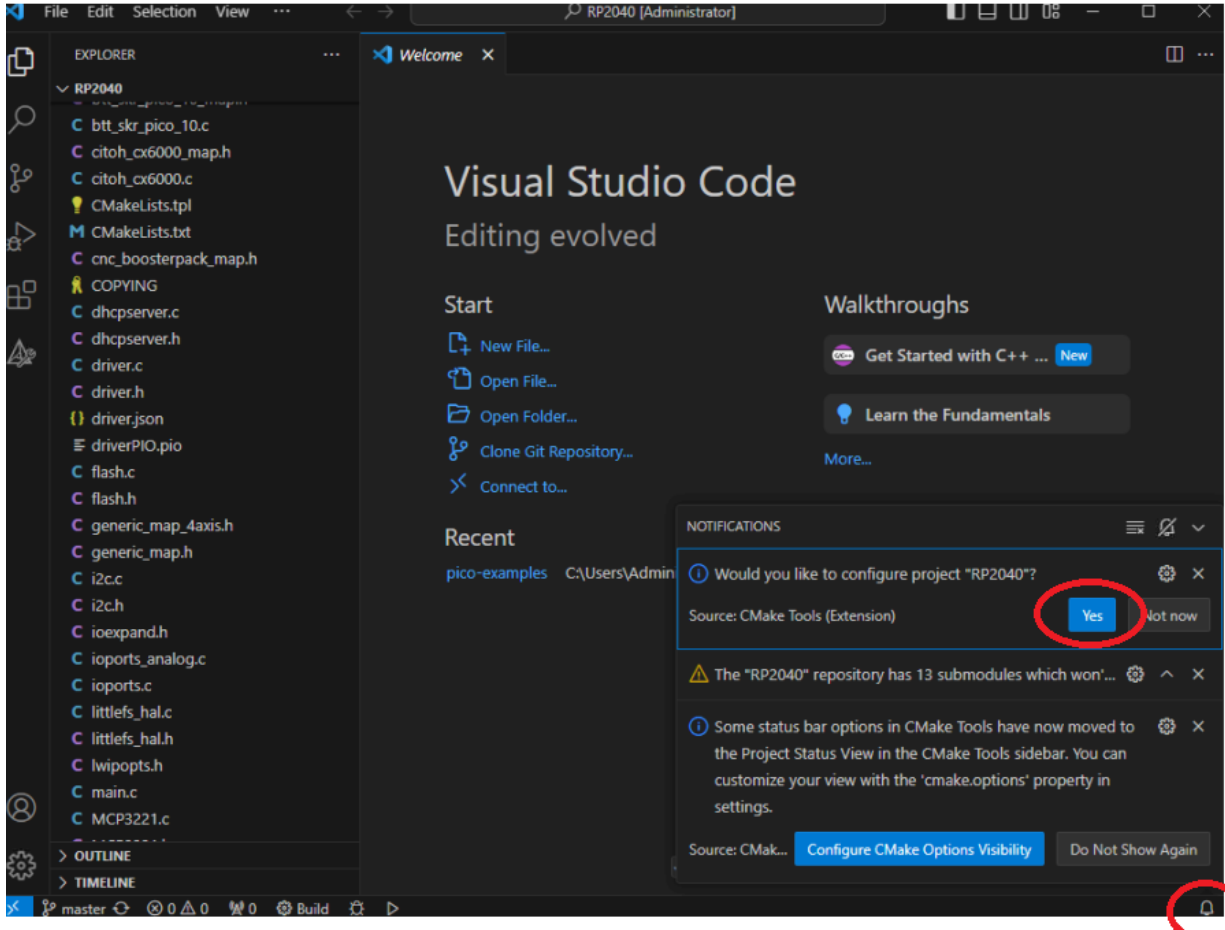 File Edit Selection View ...
RP2040 [Administrator]
EXPLORER ...
Welcome
RP2040
btt_skr_pico_10.c
citoh_cx6000_map.h
citoh_cx6000.c
CMakeLists.tpl
M CMakeLists.txt
cnc_boosterpack_map.h
COPYING
C dhcpserver.c
C dhcpserver.h
C driver.c
C driver.h
{} driver.json
driverPIO.pio
C flash.c
C flash.h
C generic_map_4axis.h
C generic_map.h
C i2c.c
C i2c.h
C ioexpand.h
C ioports_analog.c
C ioports.c
C littlefs_hal.c
C littlefs_hal.h
C lwipopts.h
C main.c
C MCP3221.c
OUTLINE
TIMELINE
Visual Studio Code
Editing evolved
Start
New File...
Open File...
Open Folder...
Clone Git Repository...
Connect to...
Recent
pico-examples C:\Users\Admin
Walkthroughs
Get Started with C++ ... New
Learn the Fundamentals
More...
NOTIFICATIONS
Would you like to configure project "RP2040"?
Source: CMake Tools (Extension) Yes Not now
The "RP2040" repository has 13 submodules which won'...
Some status bar options in CMake Tools have now moved to
the Project Status View in the CMake Tools sidebar. You can
customize your view with the 'cmake.options' property in
settings.
Source: CMak... Configure CMake Options Visibility Do Not Show Again
master 0 0 0 Build